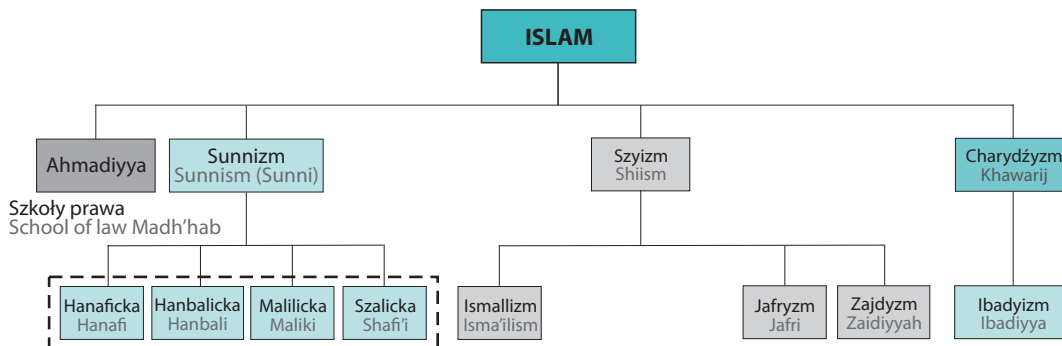 ISLAM
Ahmadiyya
Sunnizm
Sunnism (Sunni)
Szyizm
Shiism
Charydźyzm
Khawarij
Szkoły prawa
School of law Madh'hab
Hanaficka
Hanafi
Hanbalicka
Hanbali
Malilicka
Maliki
Szalicka
Shafi'i
Ismallizm
Isma'ilism
Jafryzm
Jafri
Zajdyzm
Zaidiyyah
Ibadyizm
Ibadiyya